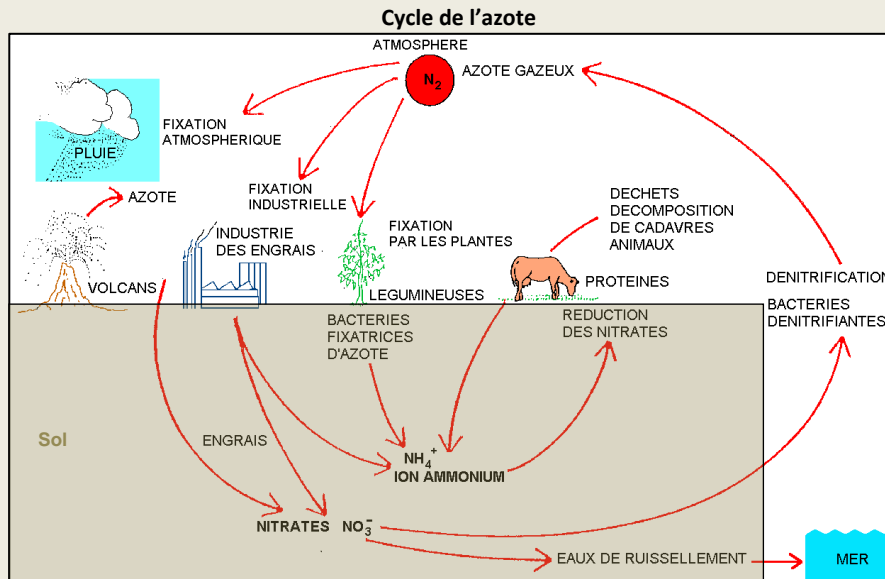 Cycle de l’azote
ATMOSPHERE
N2
AZOTE GAZEUX
PLUIE
FIXATION
ATMOSPHERIQUE
AZOTE
FIXATION
INDUSTRIELLE
INDUSTRIE
DES ENGRAIS
FIXATION
PAR LES PLANTES
DECHETS
DECOMPOSITION
DE CADAVRES
ANIMAUX
VOLCANS
LEGUMINEUSES
PROTEINES
DENITRIFICATION
BACTERIES
FIXATRICES
D'AZOTE
REDUCTION
DES NITRATES
BACTERIES
DENITRIFIANTES
Sol
ENGRAIS
NH4+
ION AMMONIUM
NITRATES NO3-
EAUX DE RUISSELLEMENT
MER